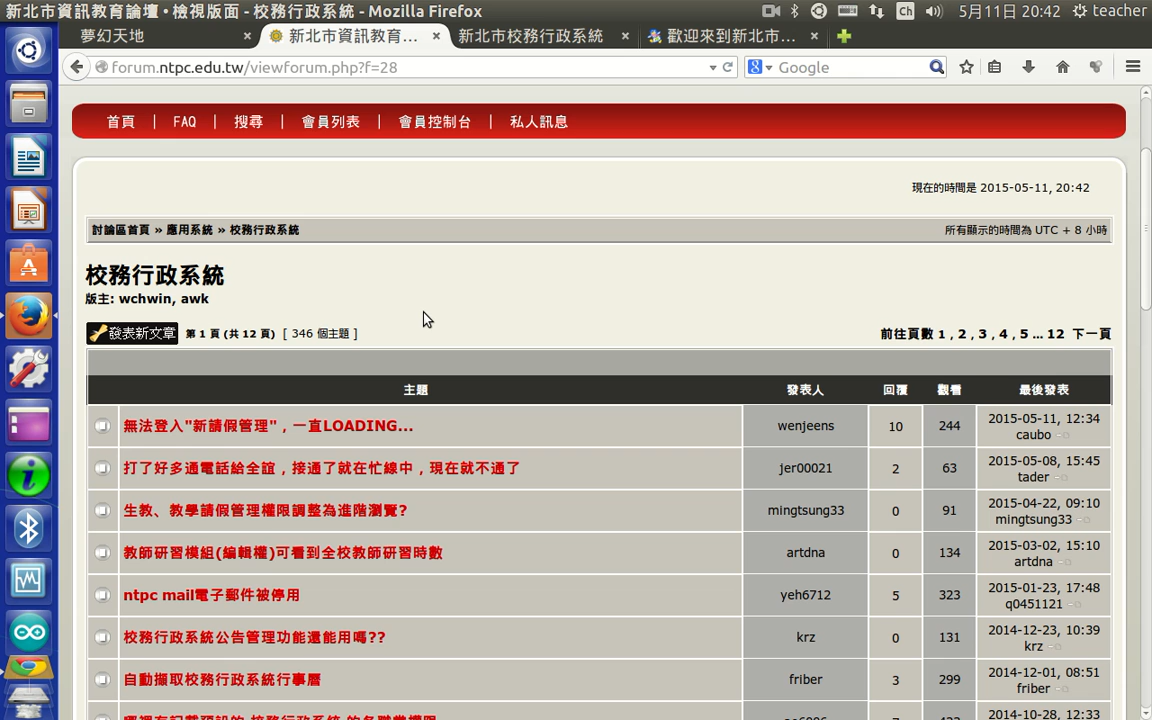 新北市資訊教育論壇 • 檢視版面 - 校務行政系統 - Mozilla Firefox
Ch 5月11日 20:42 teacher
夢幻天地 × 新北市資訊教育... × 新北市校務行政系統 × 歡迎來到新北市... ×
forum.ntpc.edu.tw/viewforum.php?f=28
Google
首頁 | FAQ | 搜尋 | 會員列表 | 會員控制台 | 私人訊息
現在的時間是 2015-05-11, 20:42
討論區首頁 » 應用系統 » 校務行政系統 所有顯示的時間為 UTC + 8 小時
校務行政系統
版主: wchwin, awk
發表新文章 第 1 頁 (共 12 頁) [ 346 個主題 ] 前往頁數 1 , 2 , 3 , 4 , 5 ... 12 下一頁
主題 發表人 回覆 觀看 最後發表
無法登入"新請假管理"，一直LOADING... wenjeens 10 244 2015-05-11, 12:34
caubo
打了好多通電話給全誼，接通了就在忙線中，現在就不通了 jer00021 2 63 2015-05-08, 15:45
tader
生教、教學請假管理權限調整為進階瀏覽? mingtsung33 0 91 2015-04-22, 09:10
mingtsung33
教師研習模組(編輯權)可看到全校教師研習時數 artdna 0 134 2015-03-02, 15:10
artdna
ntpc mail電子郵件被停用 yeh6712 5 323 2015-01-23, 17:48
q0451121
校務行政系統公告管理功能還能用嗎?? krz 0 131 2014-12-23, 10:39
krz
自動擷取校務行政系統行事曆 friber 3 299 2014-12-01, 08:51
friber
2014-10-28, 12:33